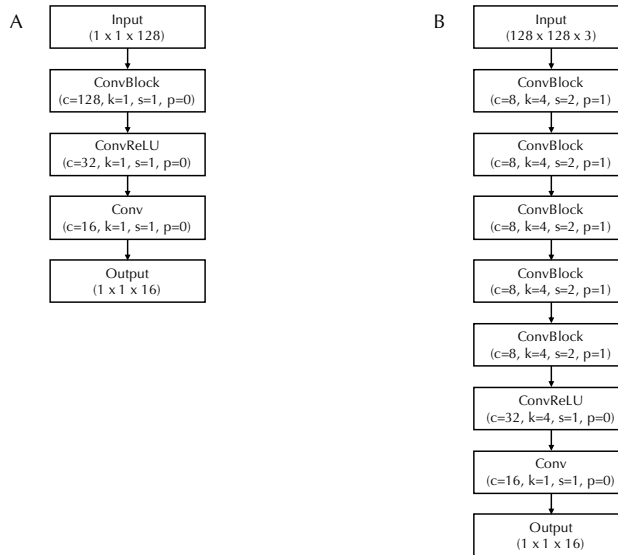 A
Input
(1 x 1 x 128)
ConvBlock
(c=128, k=1, s=1, p=0)
ConvReLU
(c=32, k=1, s=1, p=0)
Conv
(c=16, k=1, s=1, p=0)
Output
(1 x 1 x 16)
B
Input
(128 x 128 x 3)
ConvBlock
(c=8, k=4, s=2, p=1)
ConvBlock
(c=8, k=4, s=2, p=1)
ConvBlock
(c=8, k=4, s=2, p=1)
ConvBlock
(c=8, k=4, s=2, p=1)
ConvBlock
(c=8, k=4, s=2, p=1)
ConvReLU
(c=32, k=4, s=1, p=0)
Conv
(c=16, k=1, s=1, p=0)
Output
(1 x 1 x 16)